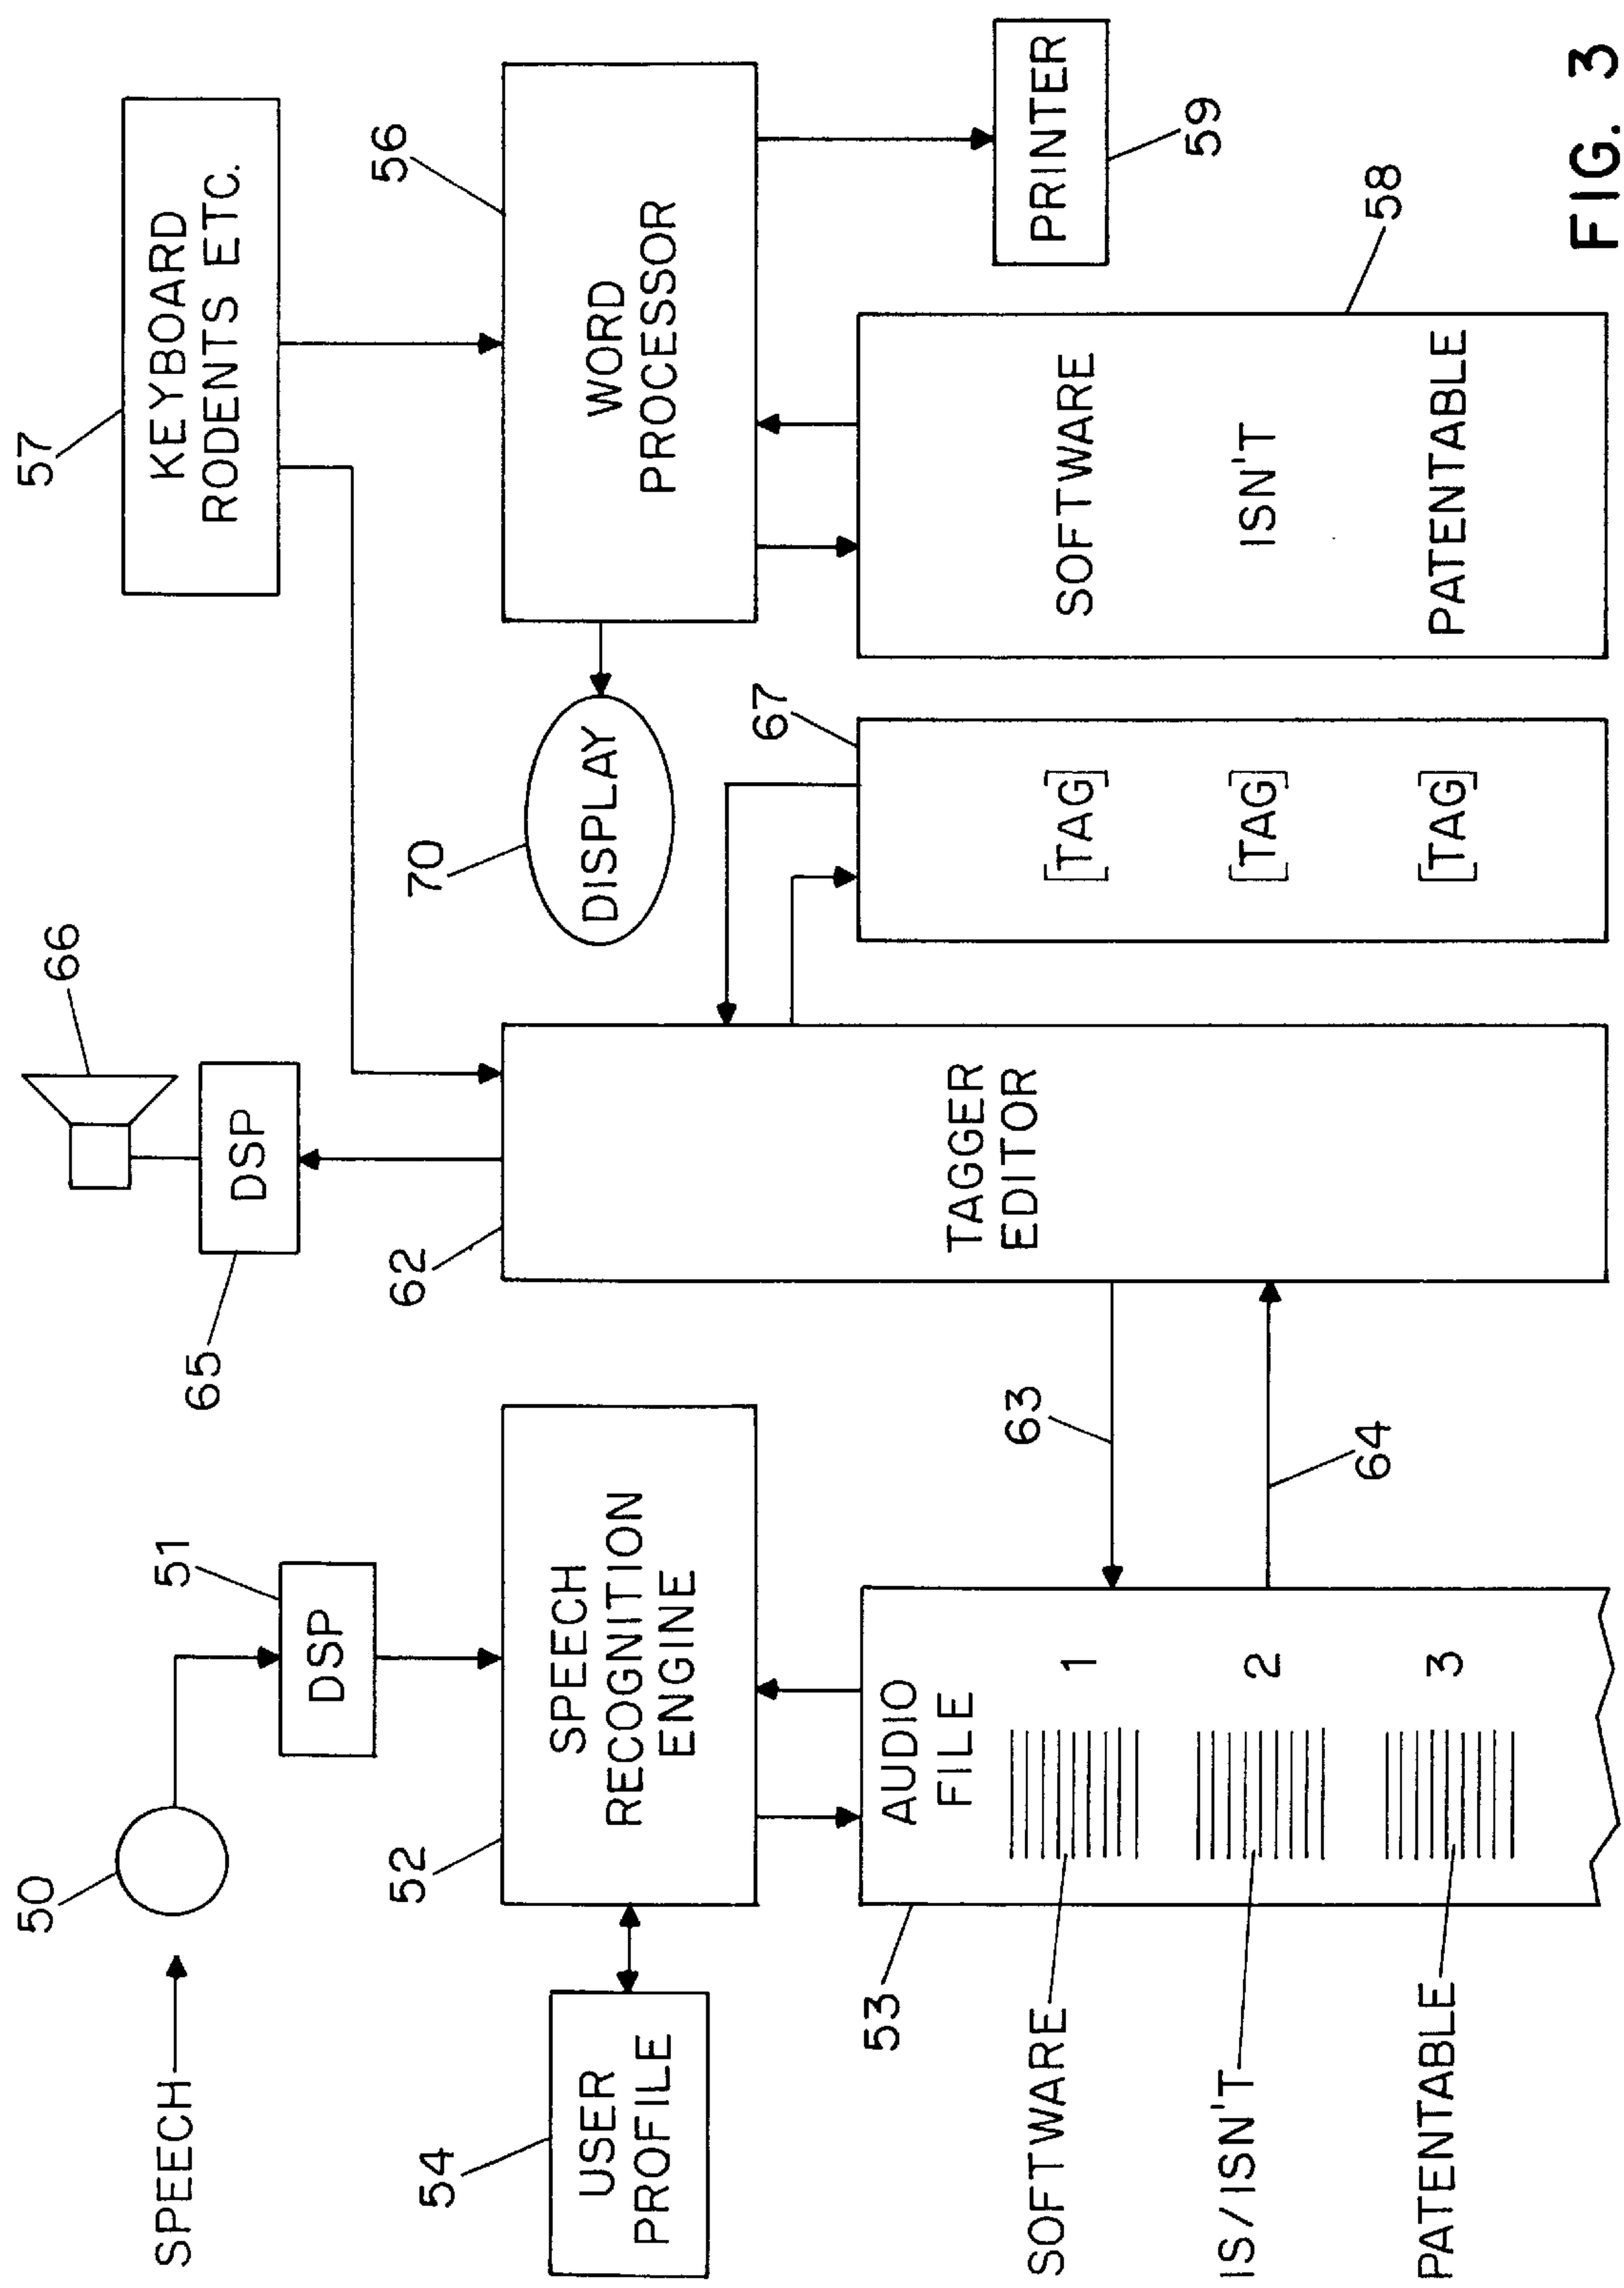 SPEECH
50
51
DSP
65
DSP
66
57
KEYBOARD
RODENTS ETC.
54
USER
PROFILE
52
SPEECH
RECOGNITION
ENGINE
62
TAGGER
EDITOR
70
DISPLAY
56
WORD
PROCESSOR
53
AUDIO
FILE
SOFTWARE
1
IS/ISN'T
2
PATENTABLE
3
63
64
67
[TAG]
[TAG]
[TAG]
SOFTWARE
ISN'T
PATENTABLE
58
PRINTER
59
FIG. 3